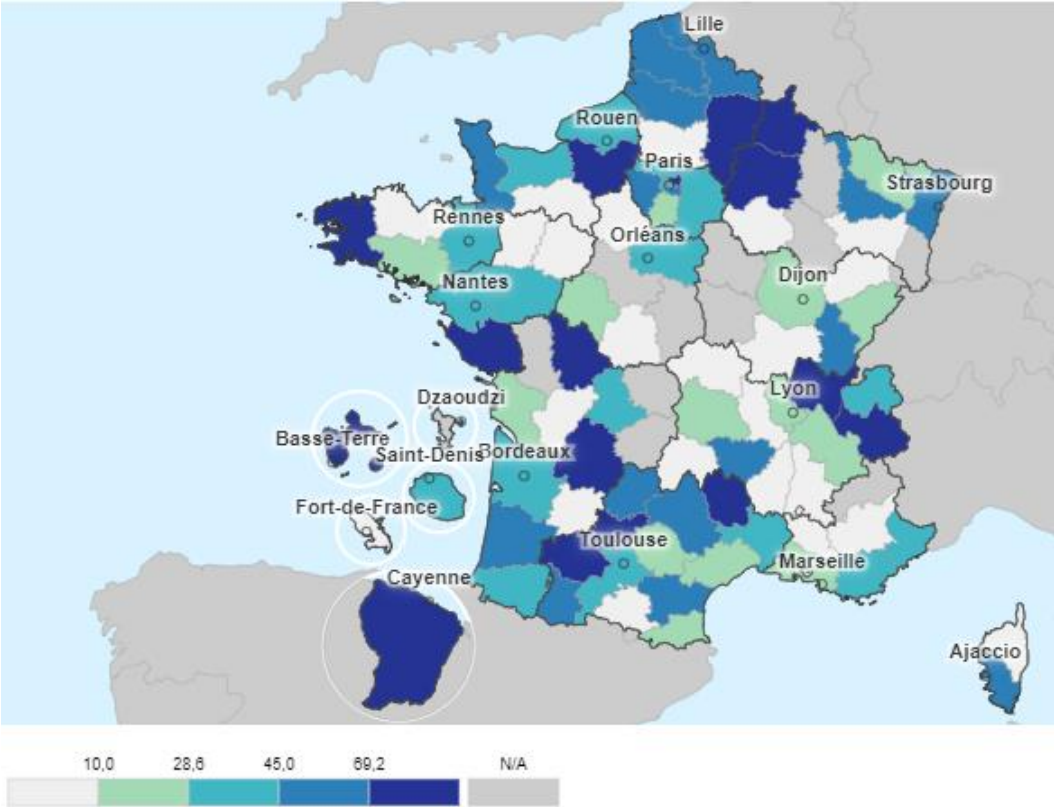 Lille
Rouen
Paris
Strasbourg
Rennes
Orléans
Nantes
Dijon
Lyon
Dzaoudzi
Basse-Terre
Saint-Denis
Bordeaux
Fort-de-France
Toulouse
Marseille
Cayenne
Ajaccio
10,0 28,6 45,0 69,2 N/A